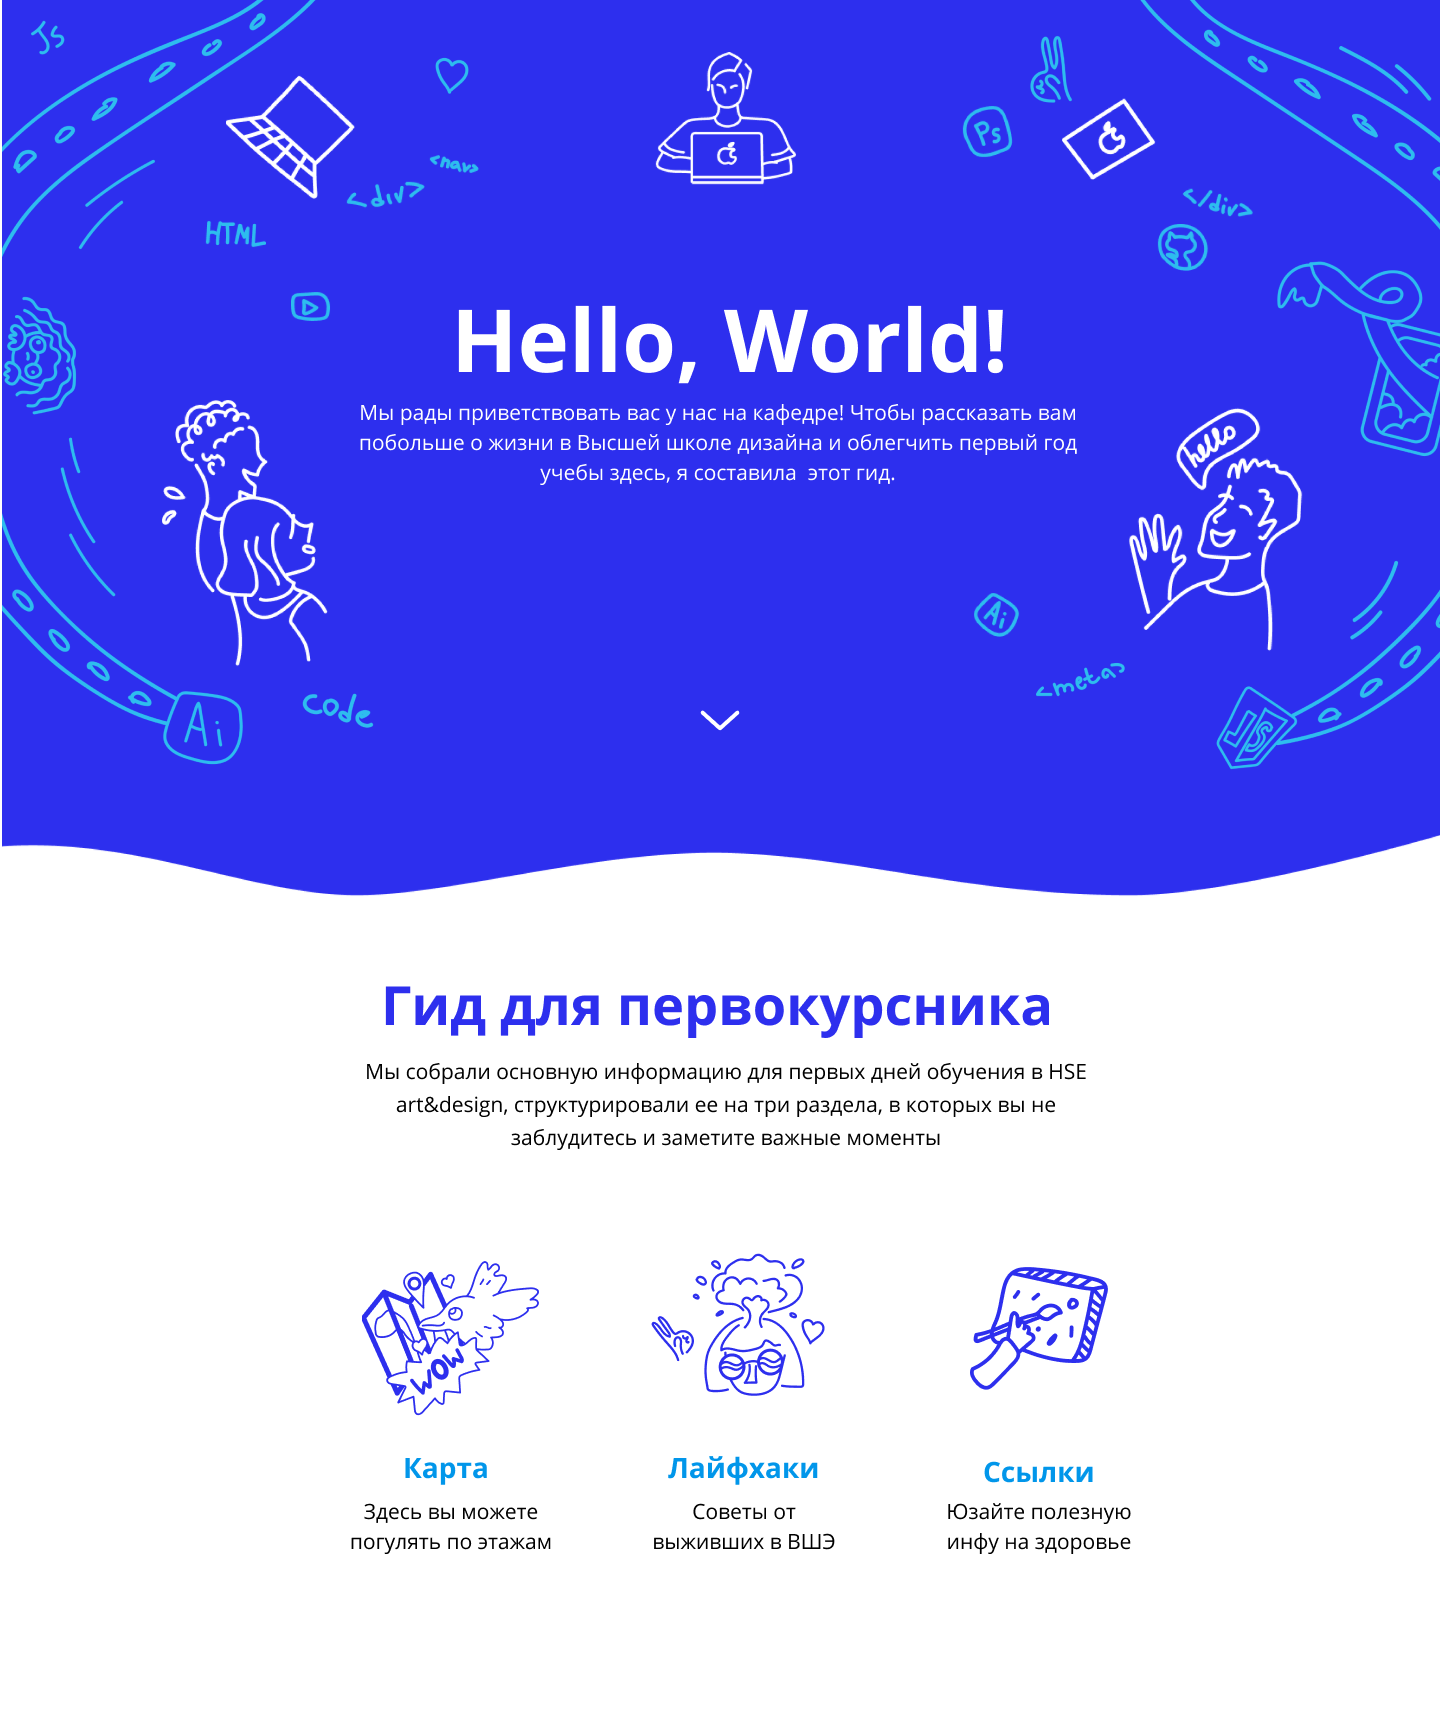 Js
Ps
<nav>
<div>
</div>
HTML
Hello, World!
Мы рады приветствовать вас у нас на кафедре! Чтобы рассказать вам
побольше о жизни в Высшей школе дизайна и облегчить первый год
учебы здесь, я составила этот гид.
hello
Ai
<meta>
code
Ai
JS
Гид для первокурсника
Мы собрали основную информацию для первых дней обучения в HSE
art&design, структурировали ее на три раздела, в которых вы не
заблудитесь и заметите важные моменты
WOW
Карта
Здесь вы можете
погулять по этажам
Лайфхаки
Советы от
выживших в ВШЭ
Ссылки
Юзайте полезную
инфу на здоровье